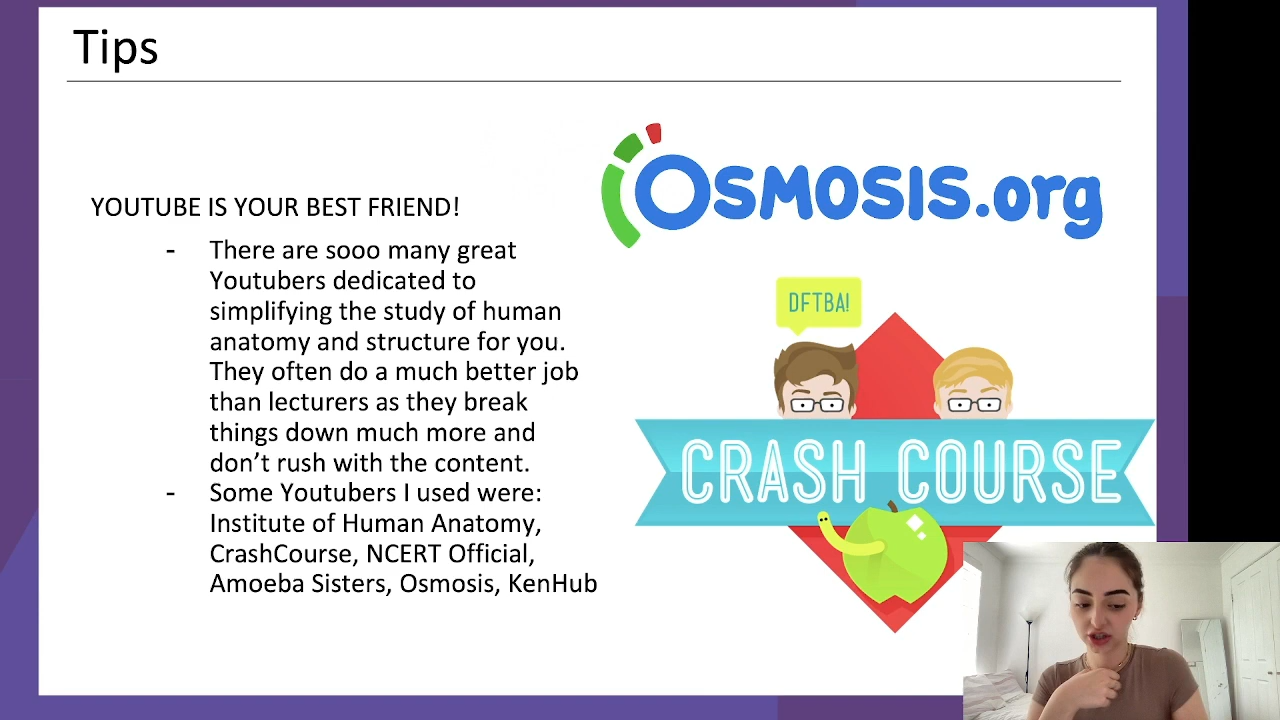 Tips
OSMOSIS.org
YOUTUBE IS YOUR BEST FRIEND!
- There are sooo many great
Youtubers dedicated to
simplifying the study of human
anatomy and structure for you.
They often do a much better job
than lecturers as they break
things down much more and
don’t rush with the content.
- Some Youtubers I used were:
Institute of Human Anatomy,
CrashCourse, NCERT Official,
Amoeba Sisters, Osmosis, KenHub
DFTBA!
CRASH COURSE